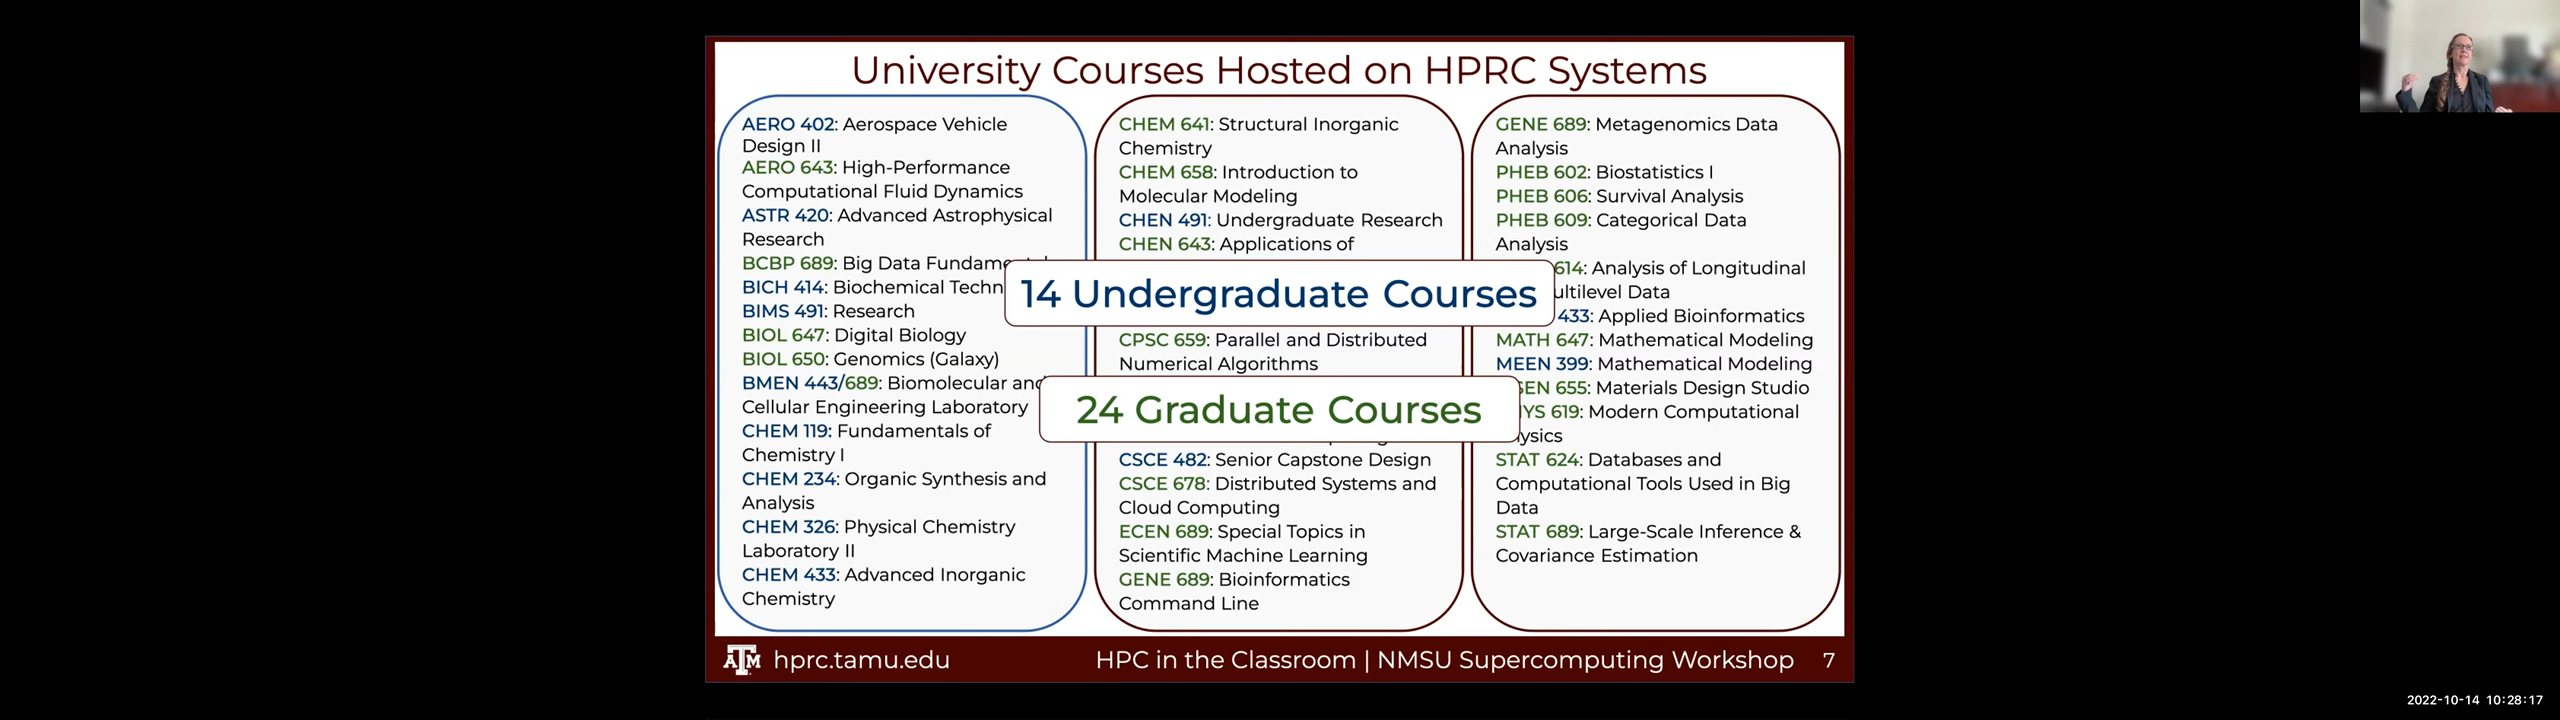 University Courses Hosted on HPRC Systems
AERO 402: Aerospace Vehicle
Design II
AERO 643: High-Performance
Computational Fluid Dynamics
ASTR 420: Advanced Astrophysical
Research
BCBP 689: Big Data
BICH 414: Biochemical
BIMS 491: Research
BIOL 647: Digital Biology
BIOL 650: Genomics (Galaxy)
BMEN 443/689: Biomolecular and
Cellular Engineering Laboratory
CHEM 119: Fundamentals of
Chemistry I
CHEM 234: Organic Synthesis and
Analysis
CHEM 326: Physical Chemistry
Laboratory II
CHEM 433: Advanced Inorganic
Chemistry
CHEM 641: Structural Inorganic
Chemistry
CHEM 658: Introduction to
Molecular Modeling
CHEN 491: Undergraduate Research
CHEN 643: Applications of
14 Undergraduate Courses
CPSC 659: Parallel and Distributed
Numerical Algorithms
24 Graduate Courses
CSCE 482: Senior Capstone Design
CSCE 678: Distributed Systems and
Cloud Computing
ECEN 689: Special Topics in
Scientific Machine Learning
GENE 689: Bioinformatics
Command Line
GENE 689: Metagenomics Data
Analysis
PHEB 602: Biostatistics I
PHEB 606: Survival Analysis
PHEB 609: Categorical Data
Analysis
614: Analysis of Longitudinal
Data
433: Applied Bioinformatics
MATH 647: Mathematical Modeling
MEEN 399: Mathematical Modeling
655: Materials Design Studio
619: Modern Computational
STAT 624: Databases and
Computational Tools Used in Big
Data
STAT 689: Large-Scale Inference &
Covariance Estimation
ATM hprc.tamu.edu
HPC in the Classroom | NMSU Supercomputing Workshop 7
2022-10-14 10:28:17